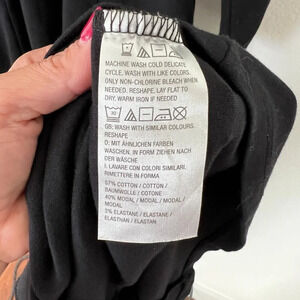 MACHINE WASH COLD DELICATE
CYCLE. WASH WITH LIKE COLORS.
ONLY NON-CHLORINE BLEACH WHEN
NEEDED. RESHAPE, LAY FLAT TO
DRY, WARM IRON IF NEEDED
GB: WASH WITH SIMILAR COLOURS.
RESHAPE
D: MIT ÄHNLICHEN FARBEN
WASCHEN. IN FORM ZIEHEN NACH
DER WÄSCHE
I: LAVARE CON COLORI SIMILARI.
RIMETTERE IN FORMA
57% COTTON / COTTON /
BAUMWOLLE / COTONE
40% MODAL / MODAL / MODAL /
MODAL
3% ELASTANE / ELASTANE /
ELASTHAN / ELASTAN